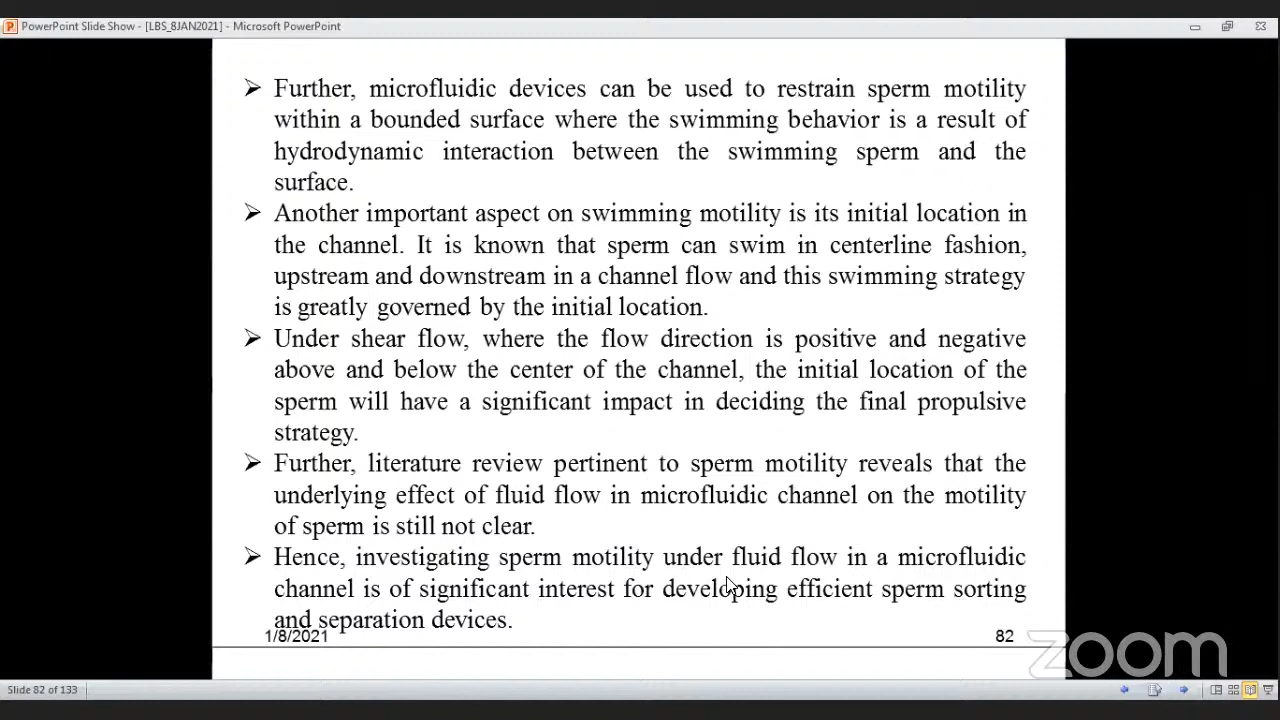 PowerPoint Slide Show - [LBS_8JAN2021] - Microsoft PowerPoint
➤ Further, microfluidic devices can be used to restrain sperm motility
within a bounded surface where the swimming behavior is a result of
hydrodynamic interaction between the swimming sperm and the
surface.
➤ Another important aspect on swimming motility is its initial location in
the channel. It is known that sperm can swim in centerline fashion,
upstream and downstream in a channel flow and this swimming strategy
is greatly governed by the initial location.
➤ Under shear flow, where the flow direction is positive and negative
above and below the center of the channel, the initial location of the
sperm will have a significant impact in deciding the final propulsive
strategy.
➤ Further, literature review pertinent to sperm motility reveals that the
underlying effect of fluid flow in microfluidic channel on the motility
of sperm is still not clear.
➤ Hence, investigating sperm motility under fluid flow in a microfluidic
channel is of significant interest for developing efficient sperm sorting
and separation devices.
1/8/2021 82
zoom
Slide 82 of 133